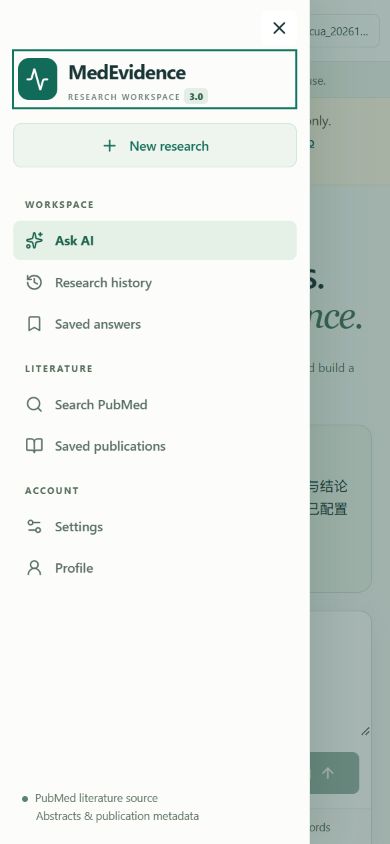 cua_20261...
MedEvidence
RESEARCH WORKSPACE 3.0
New research
WORKSPACE
Ask AI
Research history
Saved answers
LITERATURE
Search PubMed
Saved publications
ACCOUNT
Settings
Profile
PubMed literature source
Abstracts & publication metadata
use.
only.
s.
nce.
d build a
与结论
已配置
ords